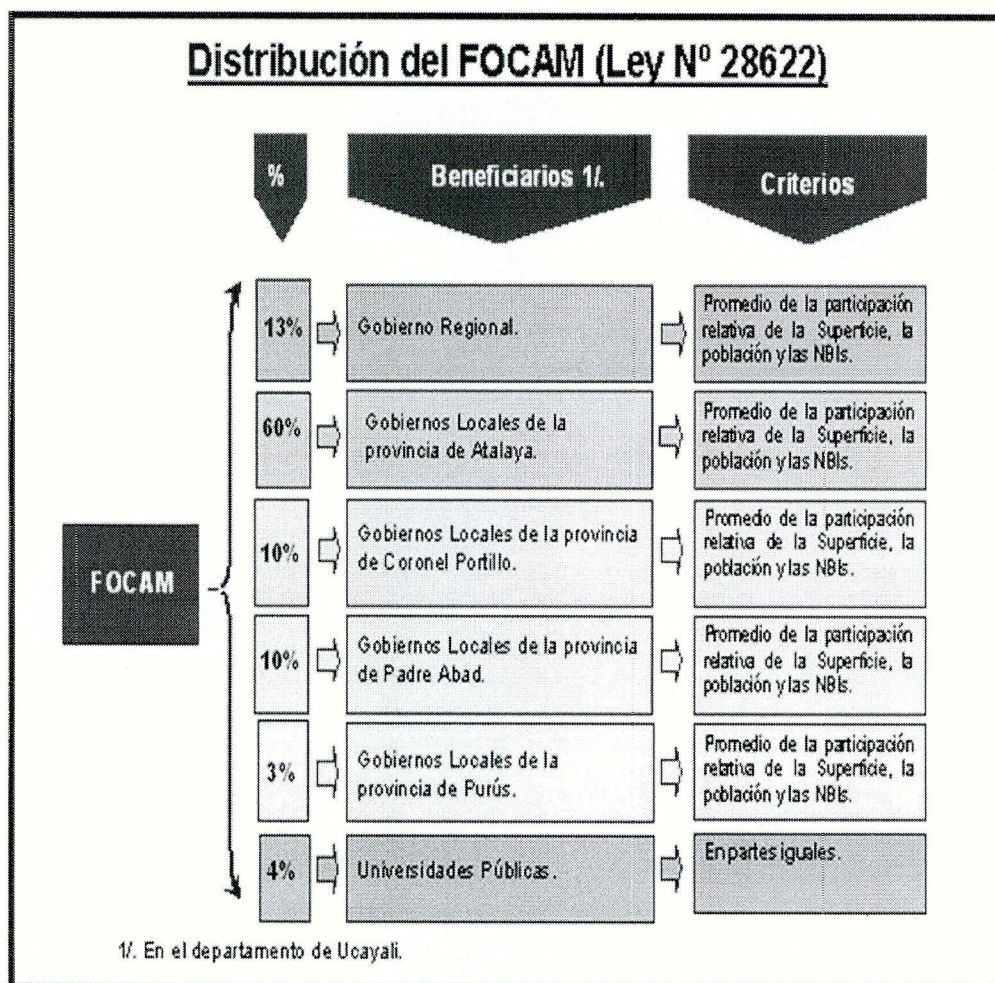 Distribución del FOCAM (Ley Nº 28622)
%
Beneficiarios 1/.
Criterios
FOCAM
13%
Gobierno Regional.
Promedio de la participación
relativa de la Superficie, la
población y las NBIs.
60%
Gobiernos Locales de la
provincia de Atalaya.
Promedio de la participación
relativa de la Superficie, la
población y las NBIs.
10%
Gobiernos Locales de la provincia
de Coronel Portillo.
Promedio de la participación
relativa de la Superficie, la
población y las NBIs.
10%
Gobiernos Locales de la provincia
de Padre Abad.
Promedio de la participación
relativa de la Superficie, la
población y las NBIs.
3%
Gobiernos Locales de la
provincia de Purús.
Promedio de la participación
relativa de la Superficie, la
población y las NBIs.
4%
Universidades Públicas.
En partes iguales.
1/. En el departamento de Ucayali.